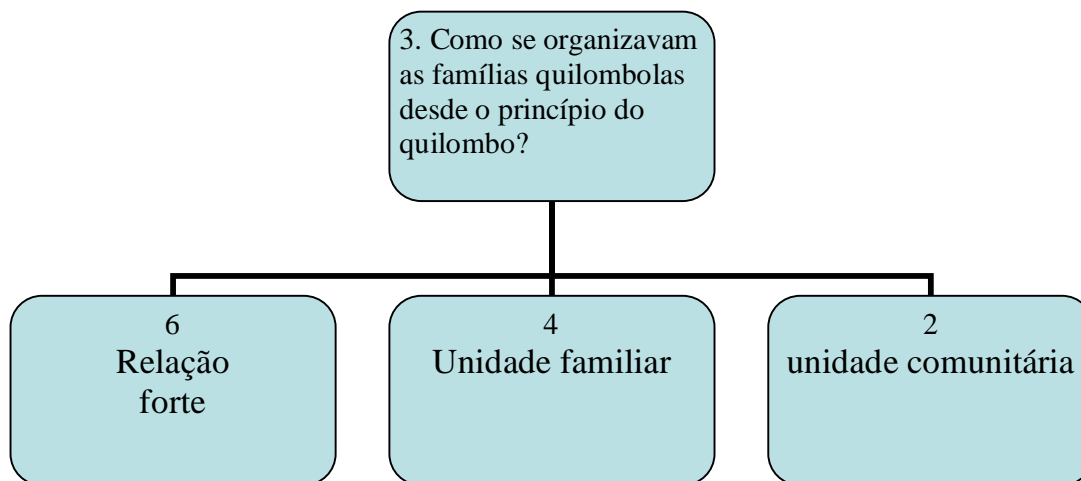 3. Como se organizavam
as famílias quilombolas
desde o princípio do
quilombo?
6
Relação
forte
4
Unidade familiar
2
unidade comunitária